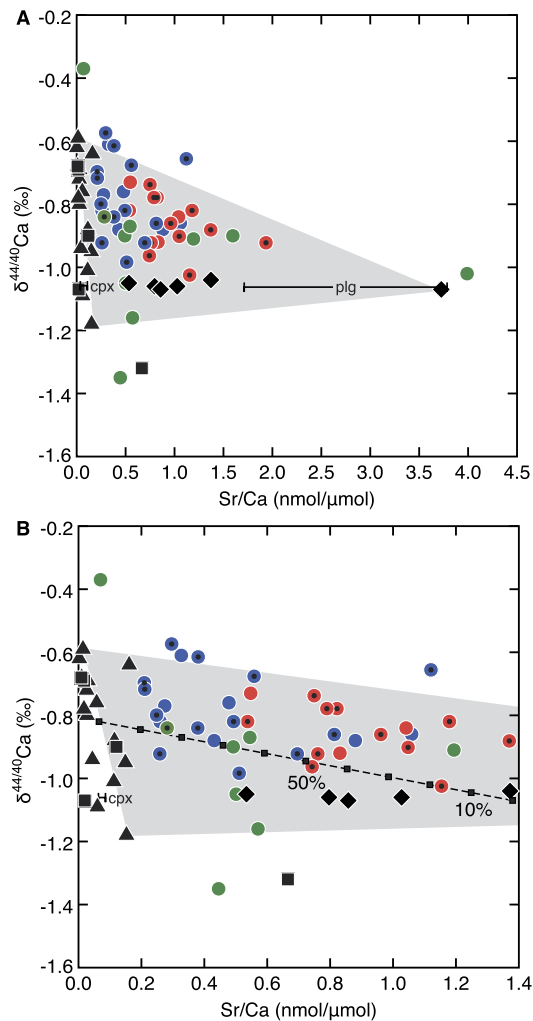 A
-0.2
-0.4
-0.6
-0.8
-1.0
-1.2
-1.4
-1.6
δ44/40Ca (‰)
cpx
plg
0.0 0.5 1.0 1.5 2.0 2.5 3.0 3.5 4.0 4.5
Sr/Ca (nmol/μmol)
B
-0.2
-0.4
-0.6
-0.8
-1.0
-1.2
-1.4
-1.6
δ44/40Ca (‰)
cpx
50%
10%
0.0 0.2 0.4 0.6 0.8 1.0 1.2 1.4
Sr/Ca (nmol/μmol)